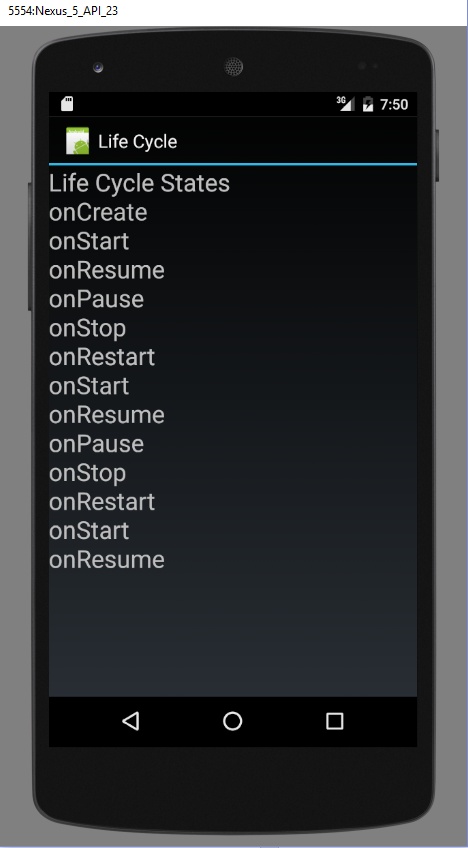 5554:Nexus_5_API_23
3G 7:50
Life Cycle
Life Cycle States
onCreate
onStart
onResume
onPause
onStop
onRestart
onStart
onResume
onPause
onStop
onRestart
onStart
onResume